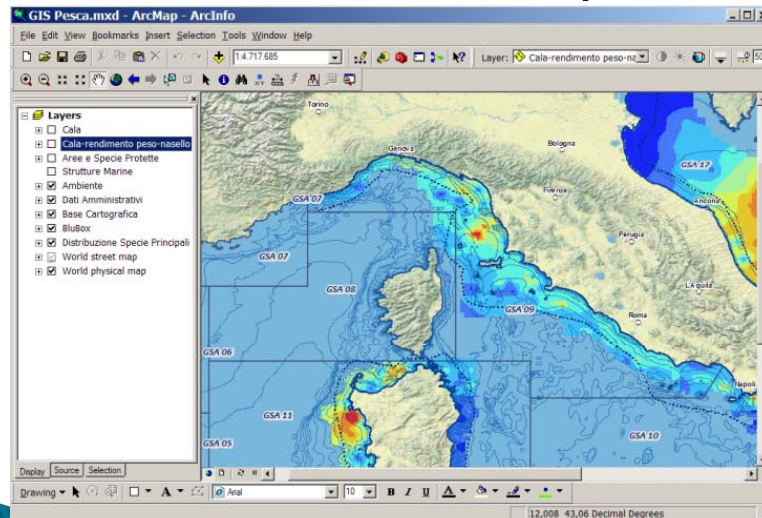 GIS Pesca.mxd - ArcMap - ArcInfo
File Edit View Bookmarks Insert Selection Tools Window Help
1:4.717.685
Layer: Cala-rendimento peso-na
50
Layers
Cala
Cala-rendimento peso-nasello
Aree e Specie Protette
Strutture Marine
Ambiente
Dati Amministrativi
Base Cartografica
BluBox
Distribuzione Specie Principali
World street map
World physical map
Torino
Genova
Bologna
GSA 17
GSA 07
Firenze
Ancona
GSA 07
Perugia
GSA 08
L'Aquila
GSA 09
Roma
GSA 06
Napoli
GSA 11
GSA 05
GSA 10
Display Source Selection
Drawing A Arial 10 B I U A
12,008 43,06 Decimal Degrees